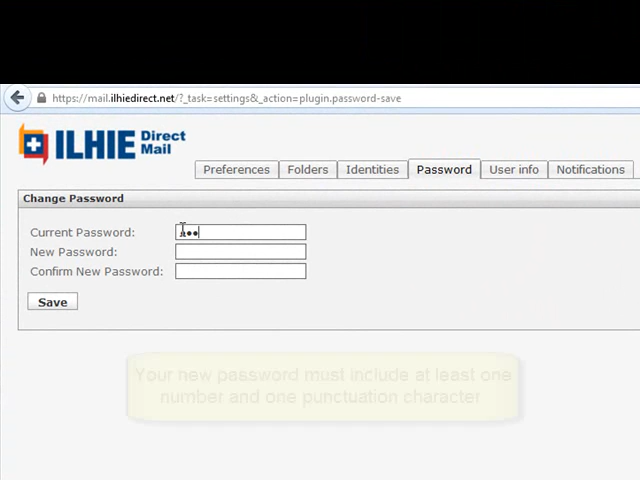 https://mail.ilhiedirect.net/?_task=settings&_action=plugin.password-save
ILHIE Direct Mail
Preferences Folders Identities Password User info Notifications
Change Password
Current Password:
New Password:
Confirm New Password:
Save
Your new password must include at least one
number and one punctuation character